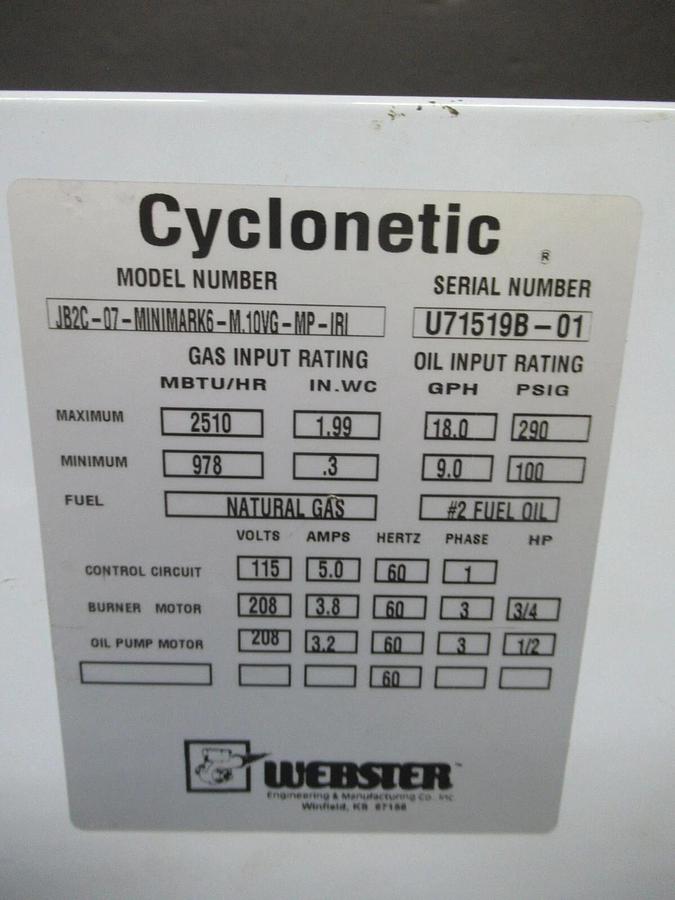 Cyclonetic ®
MODEL NUMBER SERIAL NUMBER
JB2C-07-MINIMARK6-M.10VG-MP-IRI U71519B-01
GAS INPUT RATING OIL INPUT RATING
MBTU/HR IN.WC GPH PSIG
MAXIMUM 2510 1.99 18.0 290
MINIMUM 978 .3 9.0 100
FUEL NATURAL GAS #2 FUEL OIL
VOLTS AMPS HERTZ PHASE HP
CONTROL CIRCUIT 115 5.0 60 1
BURNER MOTOR 208 3.8 60 3 3/4
OIL PUMP MOTOR 208 3.2 60 3 1/2
60
WEBSTER™
Engineering & Manufacturing Co., Inc.
Winfield, KS 67156